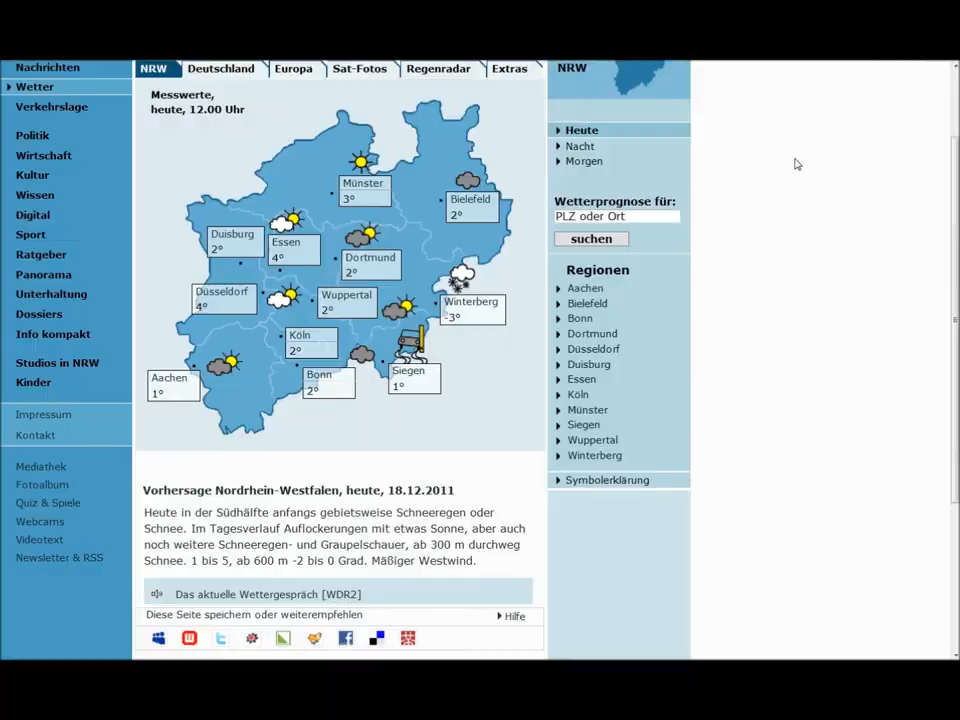 Nachrichten
Wetter
Verkehrslage
Politik
Wirtschaft
Kultur
Wissen
Digital
Sport
Ratgeber
Panorama
Unterhaltung
Dossiers
Info kompakt
Studios in NRW
Kinder
Impressum
Kontakt
Mediathek
Fotoalbum
Quiz & Spiele
Webcams
Videotext
Newsletter & RSS
NRW Deutschland Europa Sat-Fotos Regenradar Extras
Messwerte,
heute, 12.00 Uhr
Münster
3°
Bielefeld
2°
Duisburg
2°
Essen
4°
Dortmund
2°
Düsseldorf
4°
Wuppertal
2°
Winterberg
-3°
Köln
2°
Aachen
1°
Bonn
2°
Siegen
1°
Vorhersage Nordrhein-Westfalen, heute, 18.12.2011
Heute in der Südhälfte anfangs gebietsweise Schneeregen oder
Schnee. Im Tagesverlauf Auflockerungen mit etwas Sonne, aber auch
noch weitere Schneeregen- und Graupelschauer, ab 300 m durchweg
Schnee. 1 bis 5, ab 600 m -2 bis 0 Grad. Mäßiger Westwind.
Das aktuelle Wettergespräch [WDR2]
Diese Seite speichern oder weiterempfehlen
Hilfe
NRW
Heute
Nacht
Morgen
Wetterprognose für:
PLZ oder Ort
suchen
Regionen
Aachen
Bielefeld
Bonn
Dortmund
Düsseldorf
Duisburg
Essen
Köln
Münster
Siegen
Wuppertal
Winterberg
Symbolerklärung